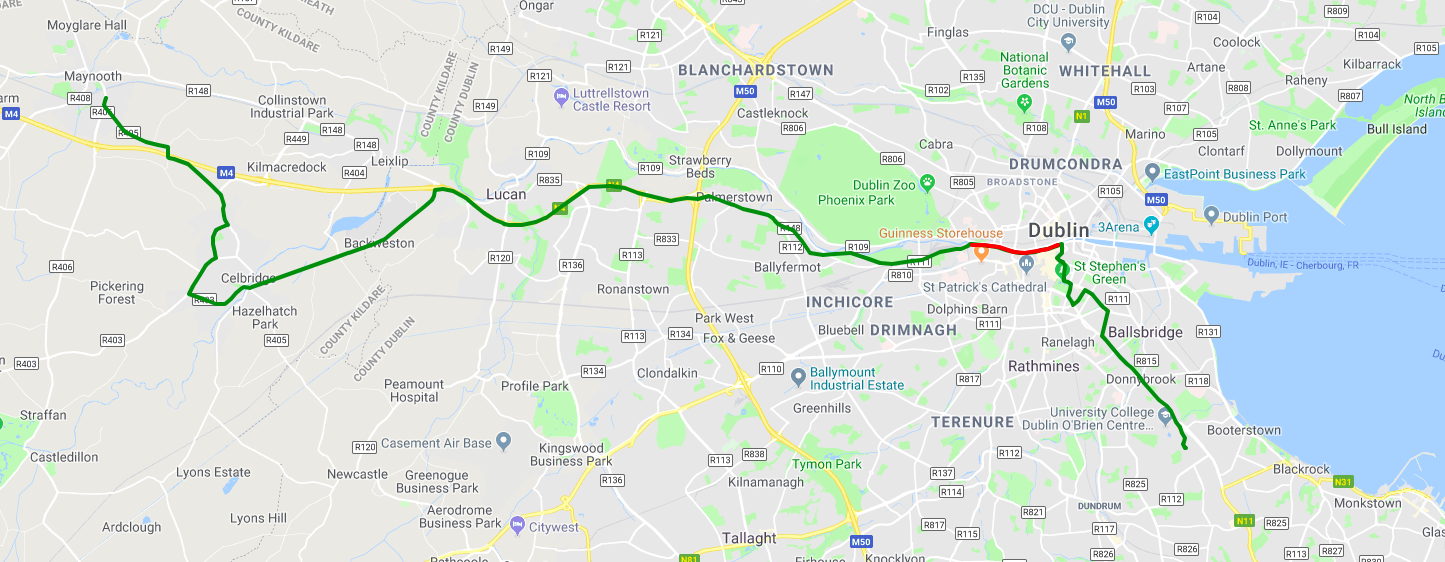 Ongar
Moyglare Hall
COUNTY KILDARE
R121
Finglas
DCU - Dublin
City University
R104
R809
R104
R105
Coolock
Kilbarrack
R149
R121
R121
BLANCHARDSTOWN
R135
National
Botanic
Gardens
WHITEHALL
Artane
Raheny
Maynooth
R408
R148
Collinstown
Industrial Park
COUNTY KILDARE
COUNTY DUBLIN
R149
Luttrellstown
Castle Resort
M50
R147
Castleknock
R102
R103
R808
R807
M50
R107
M4
R405
R449
R148
R148
R806
R108
N1
Marino
R105
St. Anne's Park
Bull Island
Kilmacredock
Leixlip
R404
R109
Strawberry
Beds
R109
R806
Cabra
DRUMCONDRA
Clontarf
Dollymount
M4
Lucan
R835
Dublin Zoo
Phoenix Park
R805
BROADSTONE
R105
EastPoint Business Park
M50
Palmerstown
R148
Guinness Storehouse
Dublin
3Arena
Dublin Port
Backweston
R833
R112
R109
R111
R406
R120
R136
R113
Ballyfermot
R810
St Stephen's
Green
Dublin, IE - Cherbourg, FR
Celbridge
R403
Pickering
Forest
Ronanstown
St Patrick's Cathedral
INCHICORE
R111
Hazelhatch
Park
COUNTY KILDARE
COUNTY DUBLIN
Park West
Dolphins Barn
R111
Bluebell
DRIMNAGH
Ballsbridge
R131
R403
R405
R113
R134
Fox & Geese
Ranelagh
R403
R134
Clondalkin
R110
Ballymount
Industrial Estate
R817
Rathmines
R815
Donnybrook
R118
Peamount
Hospital
Profile Park
Straffan
Greenhills
TERENURE
University College
Dublin O'Brien Centre...
R120
Casement Air Base
Booterstown
Castledillon
Kingswood
Business Park
R113
R838
R112
Lyons Estate
Newcastle
Greenogue
Business Park
R136
Tymon Park
Kilnamanagh
R137
R114
R825
R112
Blackrock
N31
Monkstown
DUNDRUM
Lyons Hill
Aerodrome
Business Park
Ardclough
Citywest
Tallaght
M50
R817
R115
R821
R117
N11
R825
R826
R826
R113
R827
N81
Knocklyon